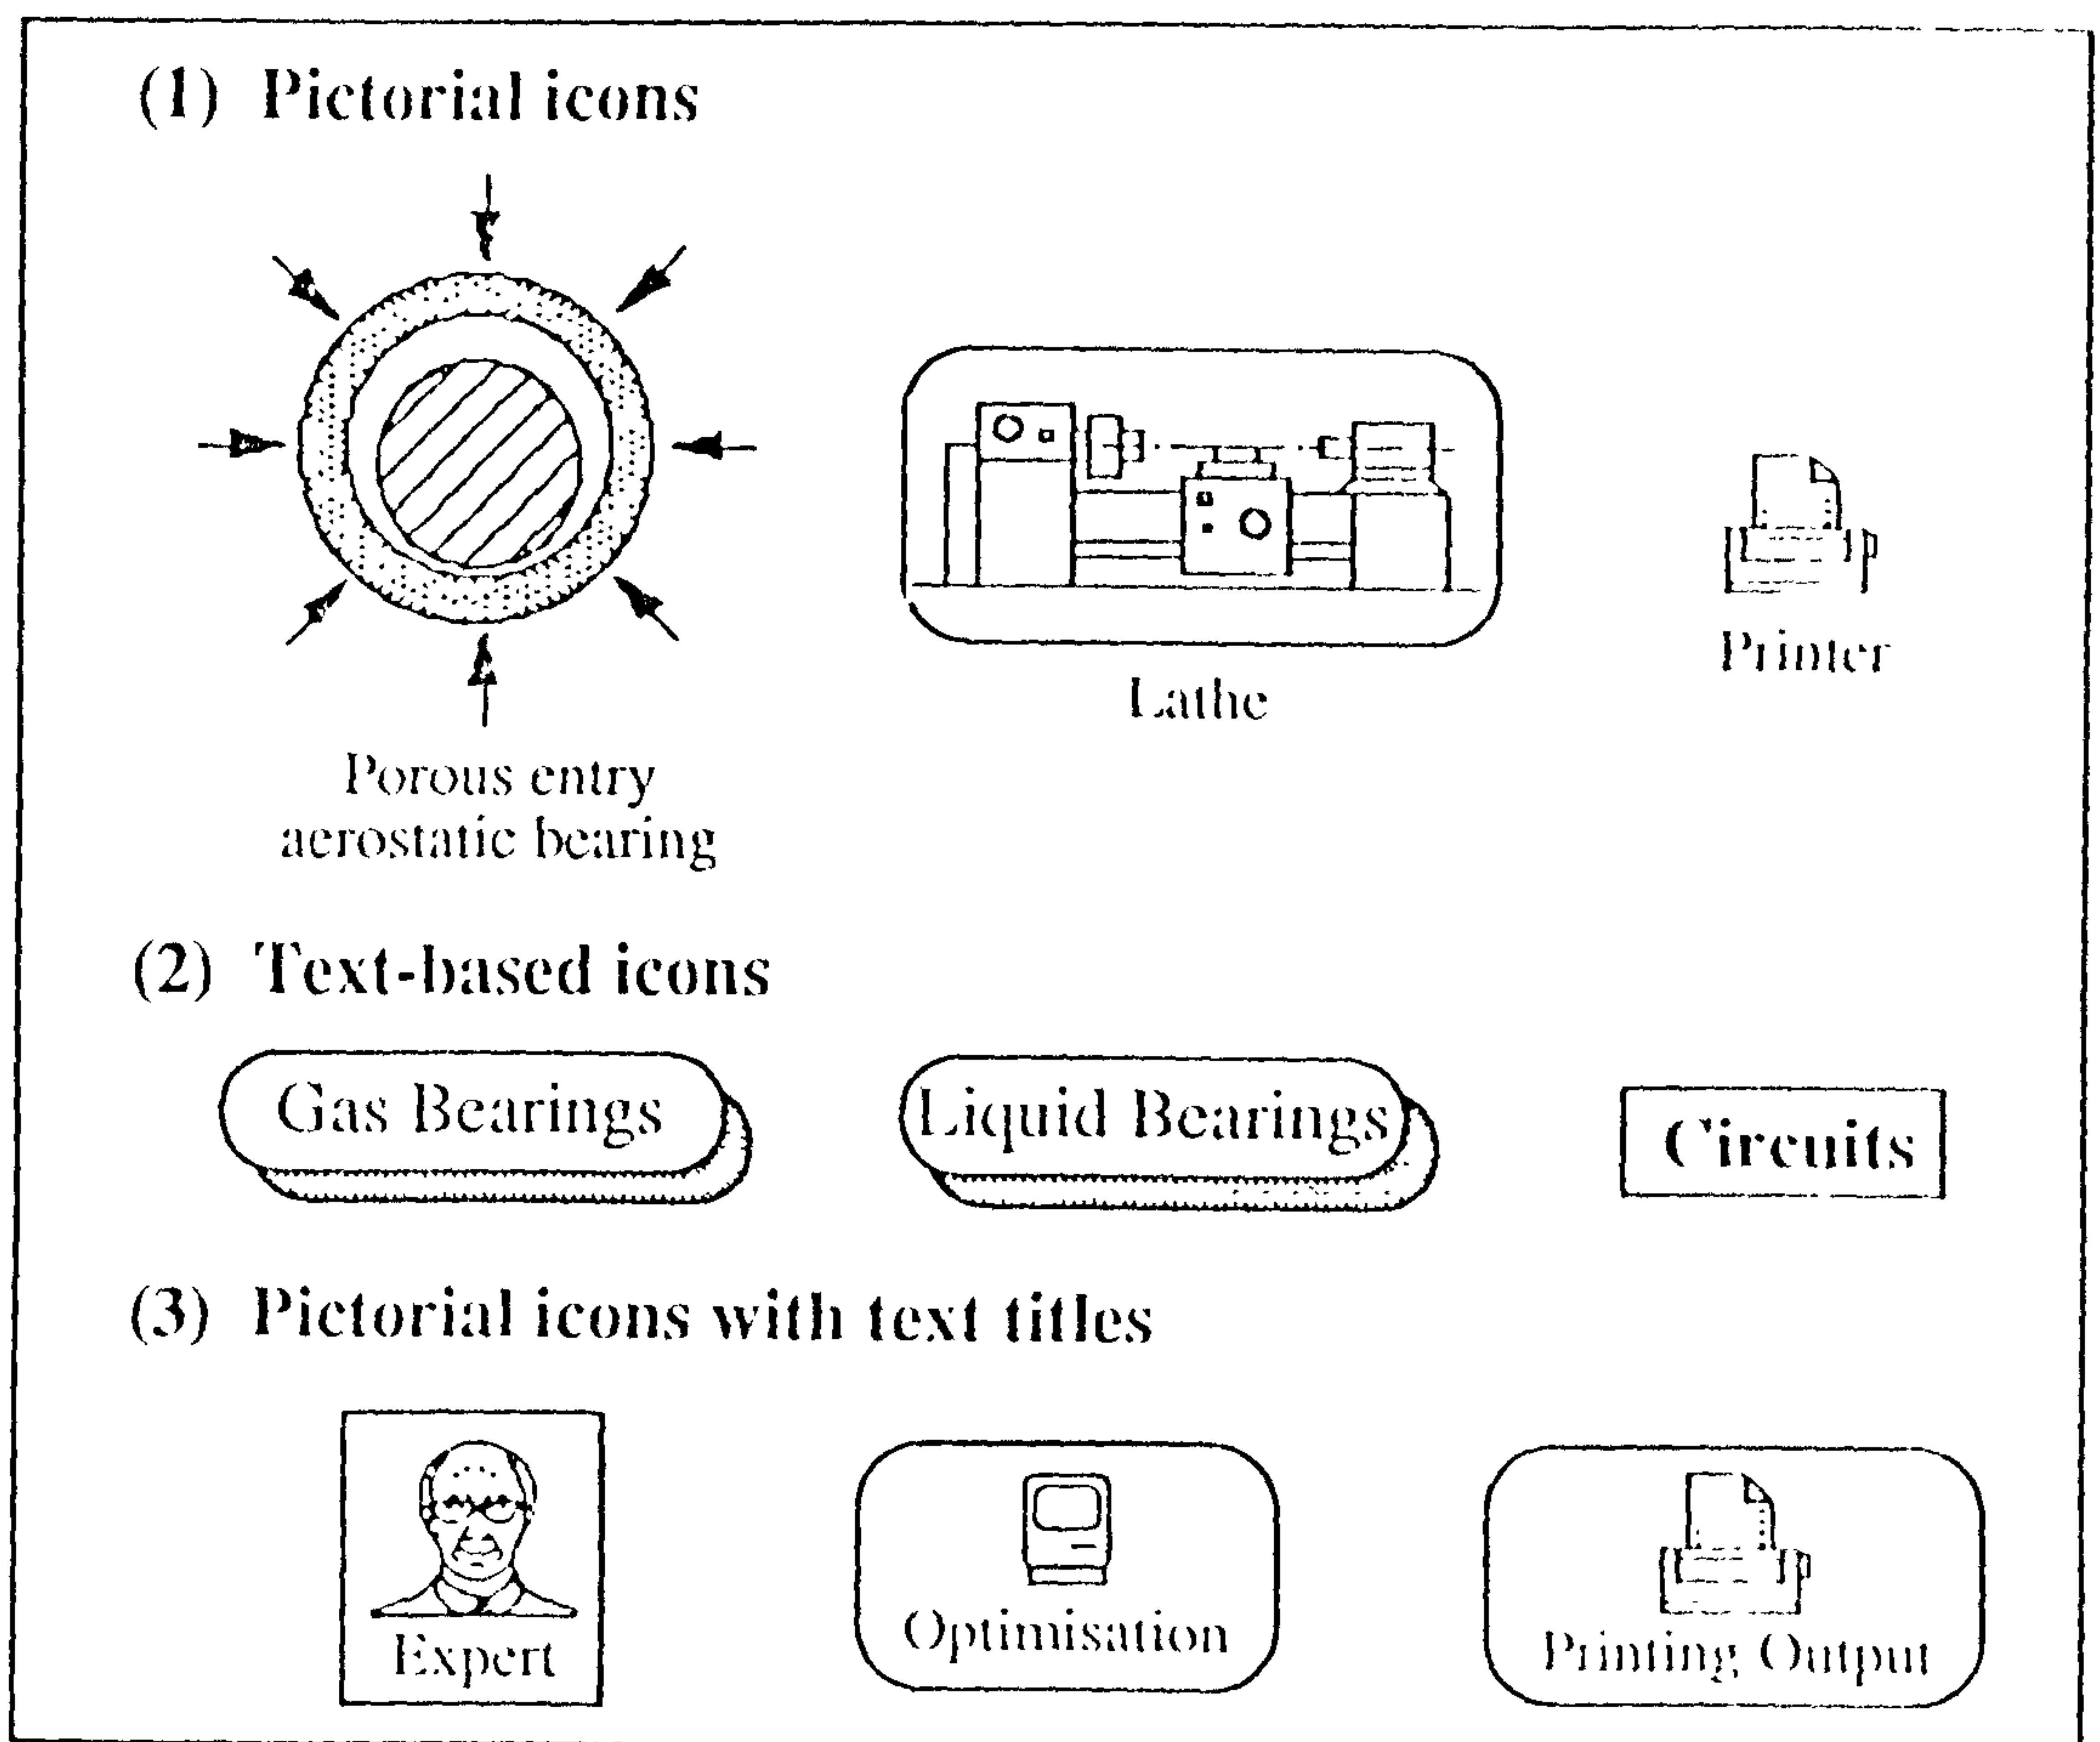 (1) Pictorial icons
Porous entry
aerostatic bearing
Lathe
Printer
(2) Text-based icons
Gas Bearings
Liquid Bearings
Circuits
(3) Pictorial icons with text titles
Expert
Optimisation
Printing Output